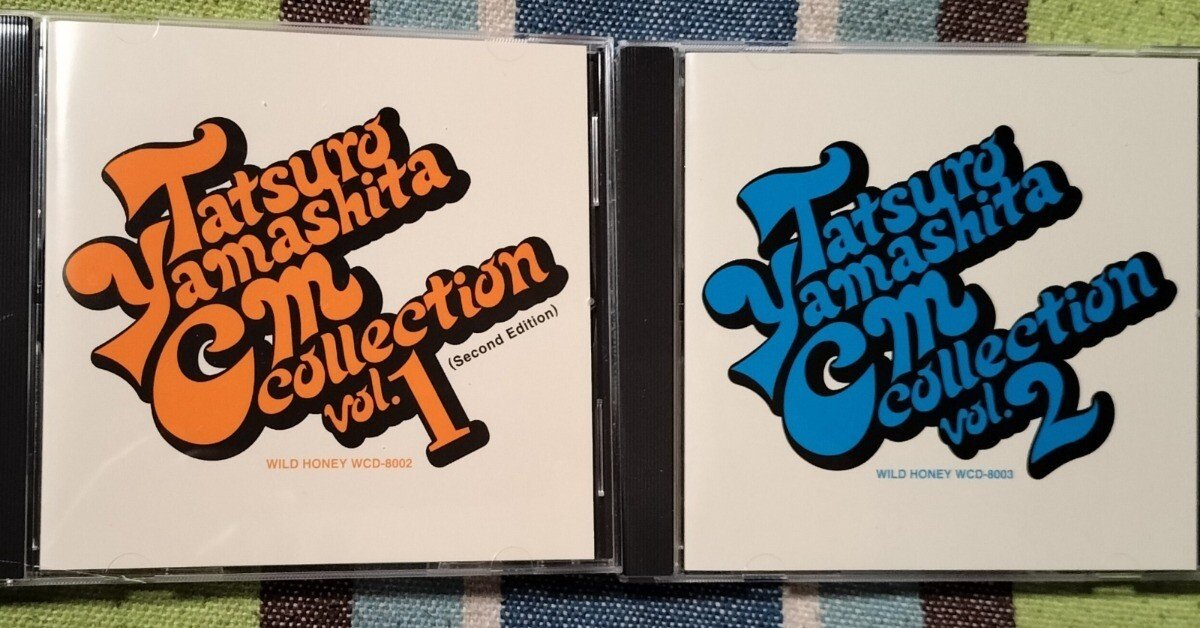 Tatsuro
Yamashita
CM
collection
vol. 1
(Second Edition)
WILD HONEY WCD-8002
Tatsuro
Yamashita
CM
collection
vol. 2
WILD HONEY WCD-8003